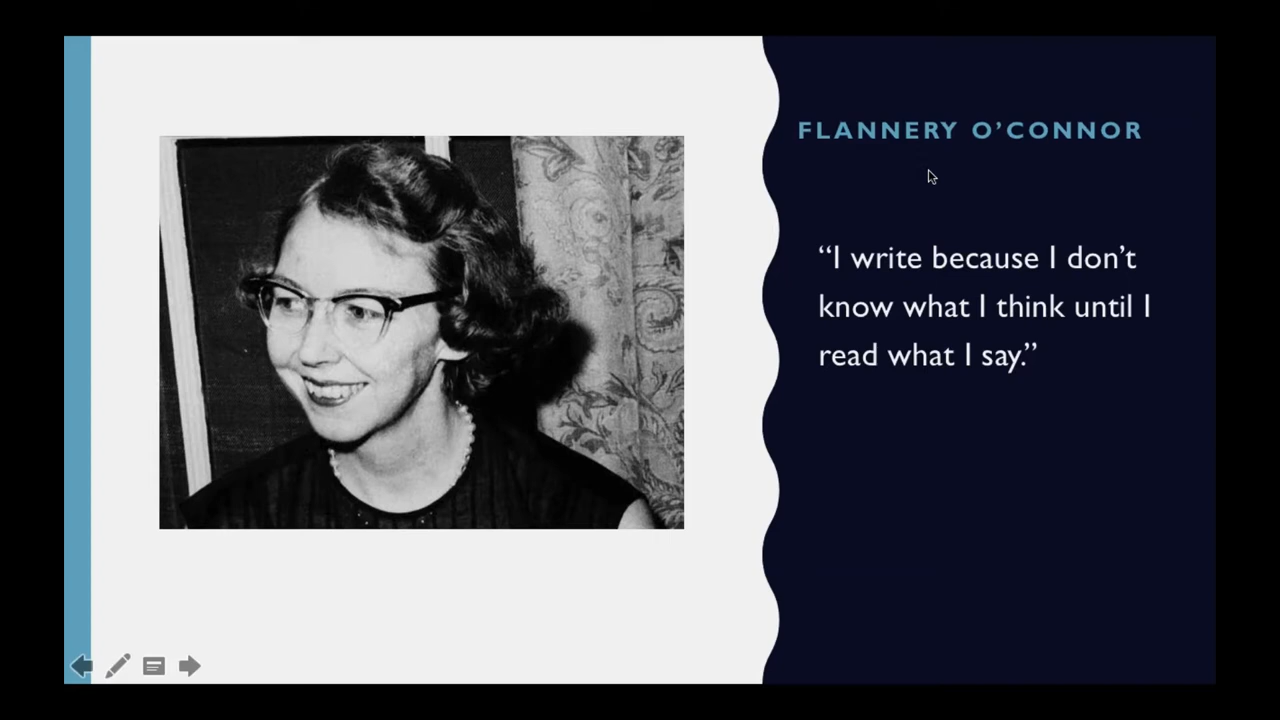 FLANNERY O’CONNOR
“I write because I don’t
know what I think until I
read what I say.”